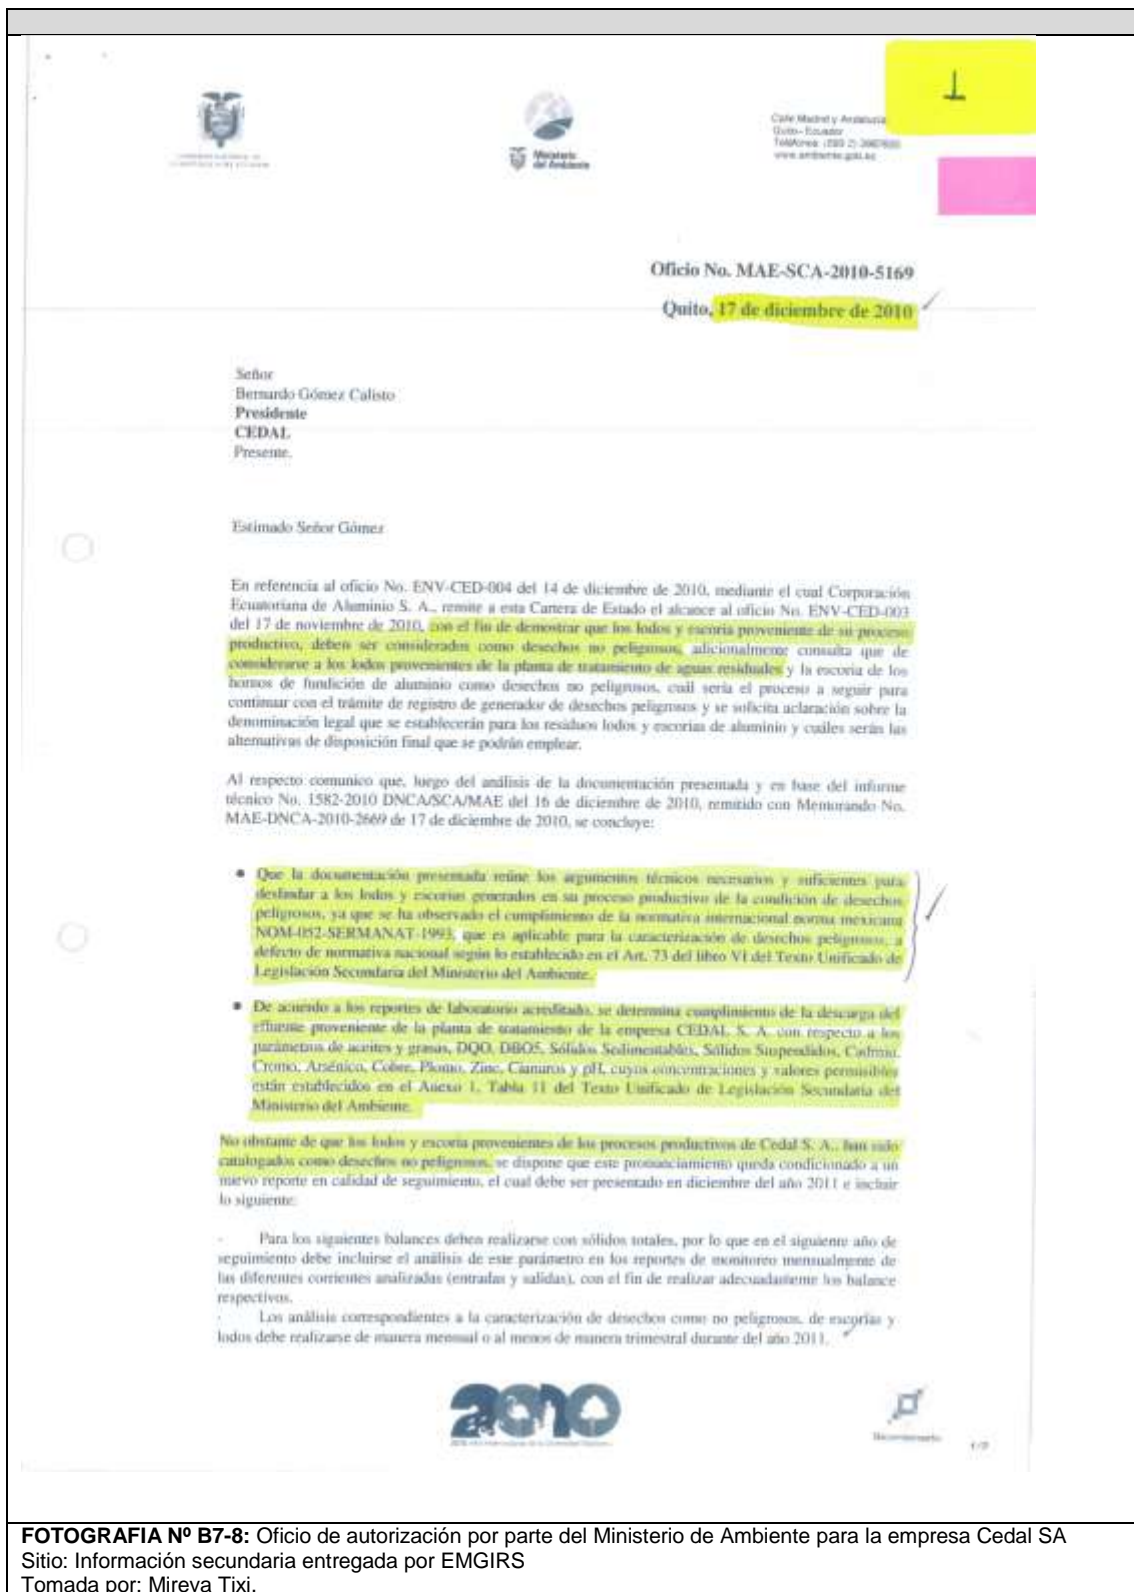 Ministerio
del Ambiente
Calle Madrid y Andalucía
Quito - Ecuador
www.ambiente.gob.ec
Oficio No. MAE-SCA-2010-5169
Quito, 17 de diciembre de 2010
Señor
Bernardo Gómez Calisto
Presidente
CEDAL
Presente.
Estimado Señor Gómez
En referencia al oficio No. ENV-CED-004 del 14 de diciembre de 2010, mediante el cual Corporación
Ecuatoriana de Aluminio S. A., remite a esta Cartera de Estado el alcance al oficio No. ENV-CED-003
del 17 de noviembre de 2010, con el fin de demostrar que los lodos y escoria proveniente de su proceso
productivo, deben ser considerados como desechos no peligrosos, adicionalmente consulta que de
considerarse a los lodos provenientes de la planta de tratamiento de aguas residuales y la escoria de los
hornos de fundición de aluminio como desechos no peligrosos, cuál sería el proceso a seguir para
continuar con el trámite de registro de generador de desechos peligrosos y se solicita aclaración sobre la
denominación legal que se establecerán para los residuos lodos y escorias de aluminio y cuáles serán las
alternativas de disposición final que se podrán emplear.
Al respecto comunico que, luego del análisis de la documentación presentada y en base del informe
técnico No. 1582-2010 DNCA/SCA/MAE del 16 de diciembre de 2010, remitido con Memorando No.
MAE-DNCA-2010-2669 de 17 de diciembre de 2010, se concluye:
• Que la documentación presentada reúne los argumentos técnicos necesarios y suficientes para
deslindar a los lodos y escorias generados en su proceso productivo de la condición de desechos
peligrosos, ya que se ha observado el cumplimiento de la normativa internacional norma mexicana
NOM-052-SERMANAT-1993, que es aplicable para la caracterización de desechos peligrosos, a
defecto de normativa nacional según lo establecido en el Art. 73 del libro VI del Texto Unificado de
Legislación Secundaria del Ministerio del Ambiente.
• De acuerdo a los reportes de laboratorio acreditado, se determina cumplimiento de la descarga del
efluente proveniente de la planta de tratamiento de la empresa CEDAL S. A. con respecto a los
parámetros de aceites y grasas, DQO, DBO5, Sólidos Sedimentables, Sólidos Suspendidos, Cadmio,
Cromo, Arsénico, Cobre, Plomo, Zinc, Cianuros y pH, cuyos concentraciones y valores permisibles
están establecidos en el Anexo 1, Tabla 11 del Texto Unificado de Legislación Secundaria del
Ministerio del Ambiente.
No obstante de que los lodos y escoria provenientes de los procesos productivos de Cedal S. A., han sido
catalogados como desechos no peligrosos, se dispone que este pronunciamiento queda condicionado a un
nuevo reporte en calidad de seguimiento, el cual debe ser presentado en diciembre del año 2011 e incluir
lo siguiente:
- Para los siguientes balances deben realizarse con sólidos totales, por lo que en el siguiente año de
seguimiento debe incluirse el análisis de este parámetro en los reportes de monitoreo mensualmente de
las diferentes corrientes analizadas (entradas y salidas), con el fin de realizar adecuadamente los balance
respectivos.
- Los análisis correspondientes a la caracterización de desechos como no peligrosos, de escorias y
lodos debe realizarse de manera mensual o al menos de manera trimestral durante del año 2011.
2010
FOTOGRAFIA Nº B7-8: Oficio de autorización por parte del Ministerio de Ambiente para la empresa Cedal SA
Sitio: Información secundaria entregada por EMGIRS
Tomada por: Mireya Tixi.